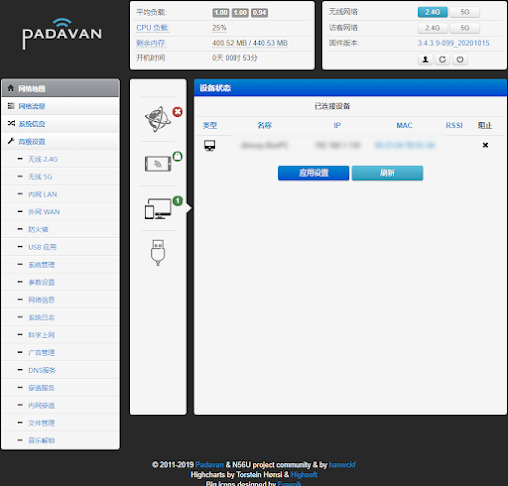 PADAVAN
平均负载: 1.00 1.00 0.94
CPU 负载: 25%
剩余内存: 400.52 MB / 440.53 MB
开机时间 0天 00时 53分
无线网络: 2.4G 5G
访客网络: 2.4G 5G
固件版本: 3.4.3.9-099_20201015
网络地图
网络流量
系统信息
高级设置
无线 2.4G
无线 5G
内网 LAN
外网 WAN
防火墙
USB 应用
系统管理
参数设置
网络信息
系统日志
科学上网
广告管理
DNS服务
穿透服务
内网穿透
文件管理
音乐解锁
1
设备状态
已连接设备
类型 名称 IP MAC RSSI 阻止
应用设置 刷新
© 2011-2019 Padavan & N56U project community & by hanwckf
Highcharts by Torstein Hønsi & Highsoft
Big icons designed by Freepik